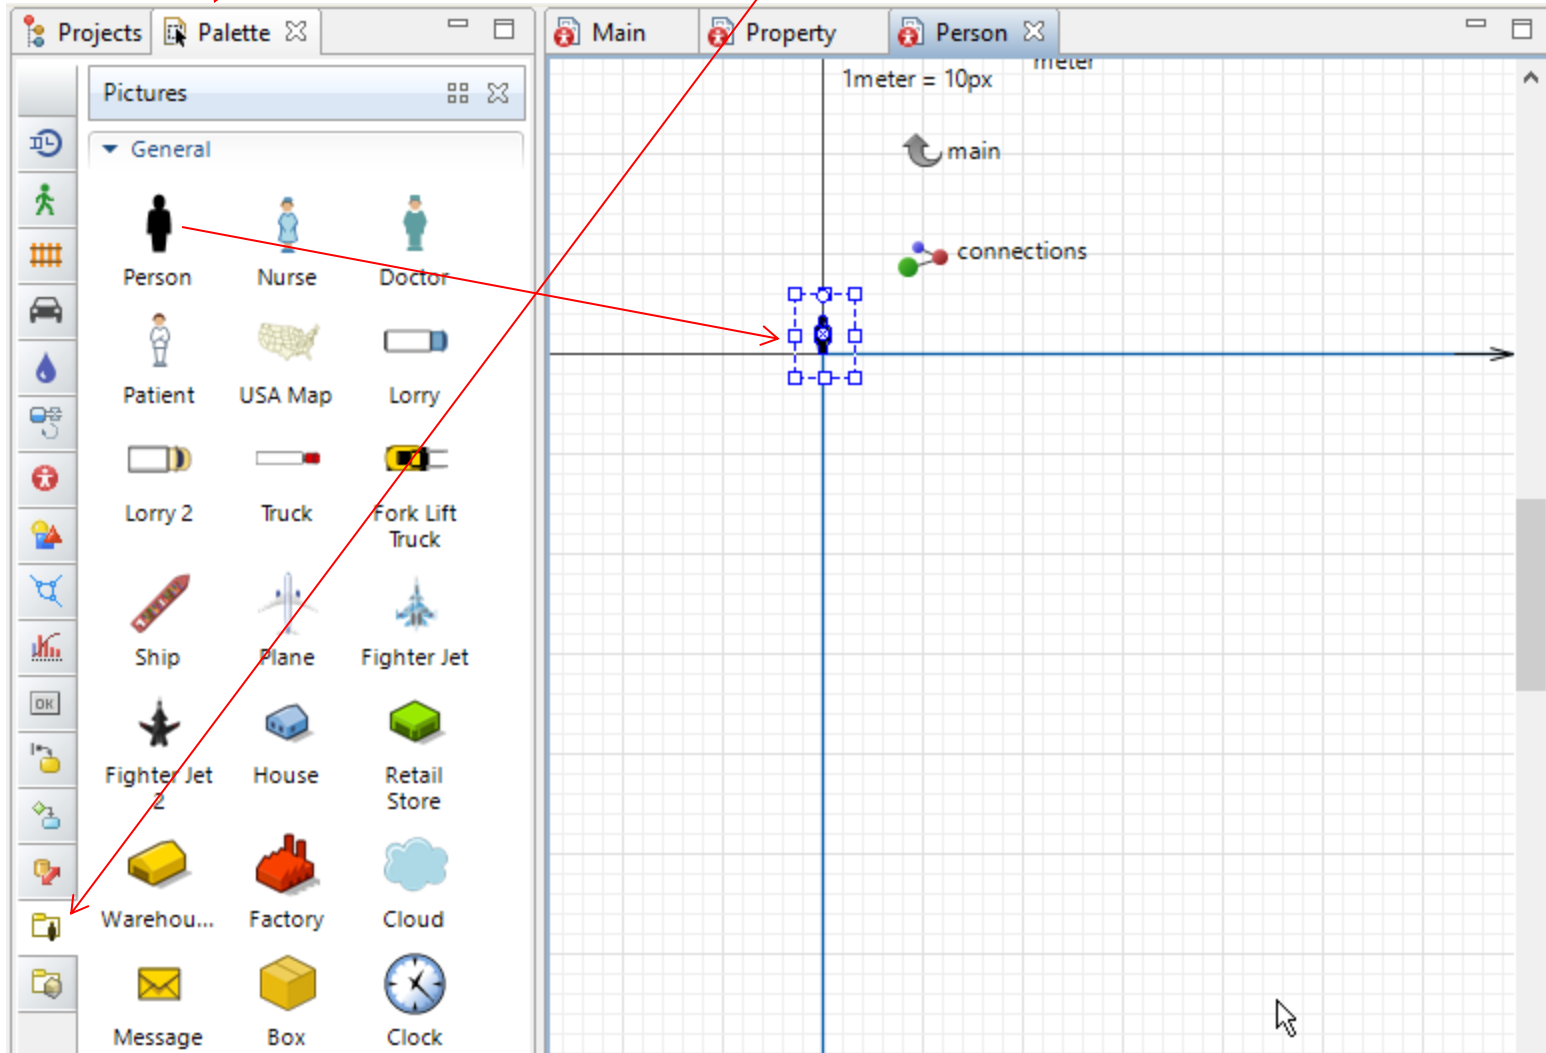 Projects
Palette
Main
Property
Person
Pictures
General
Person
Nurse
Doctor
Patient
USA Map
Lorry
Lorry 2
Truck
Fork Lift
Truck
Ship
Plane
Fighter Jet
Fighter Jet
2
House
Retail
Store
Warehou...
Factory
Cloud
Message
Box
Clock
OK
meter
1meter = 10px
main
connections